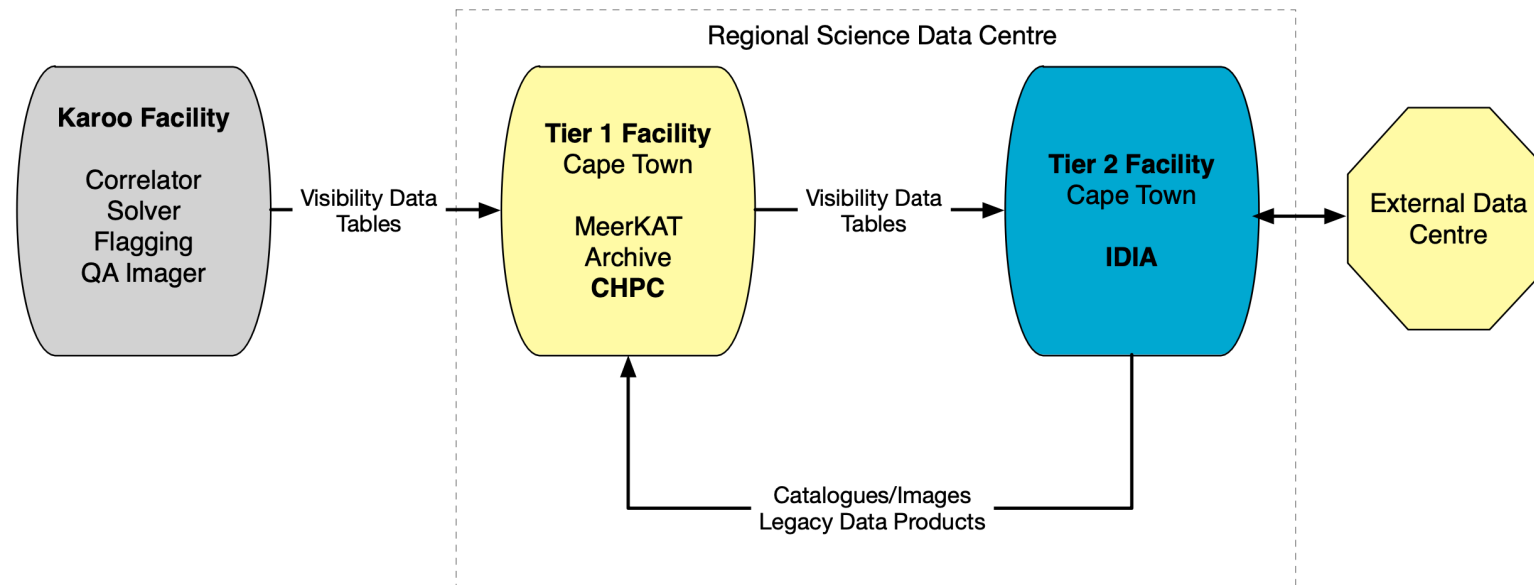 Regional Science Data Centre
Karoo Facility
Correlator
Solver
Flagging
QA Imager
Visibility Data
Tables
Tier 1 Facility
Cape Town
MeerKAT
Archive
CHPC
Visibility Data
Tables
Tier 2 Facility
Cape Town
IDIA
External Data
Centre
Catalogues/Images
Legacy Data Products